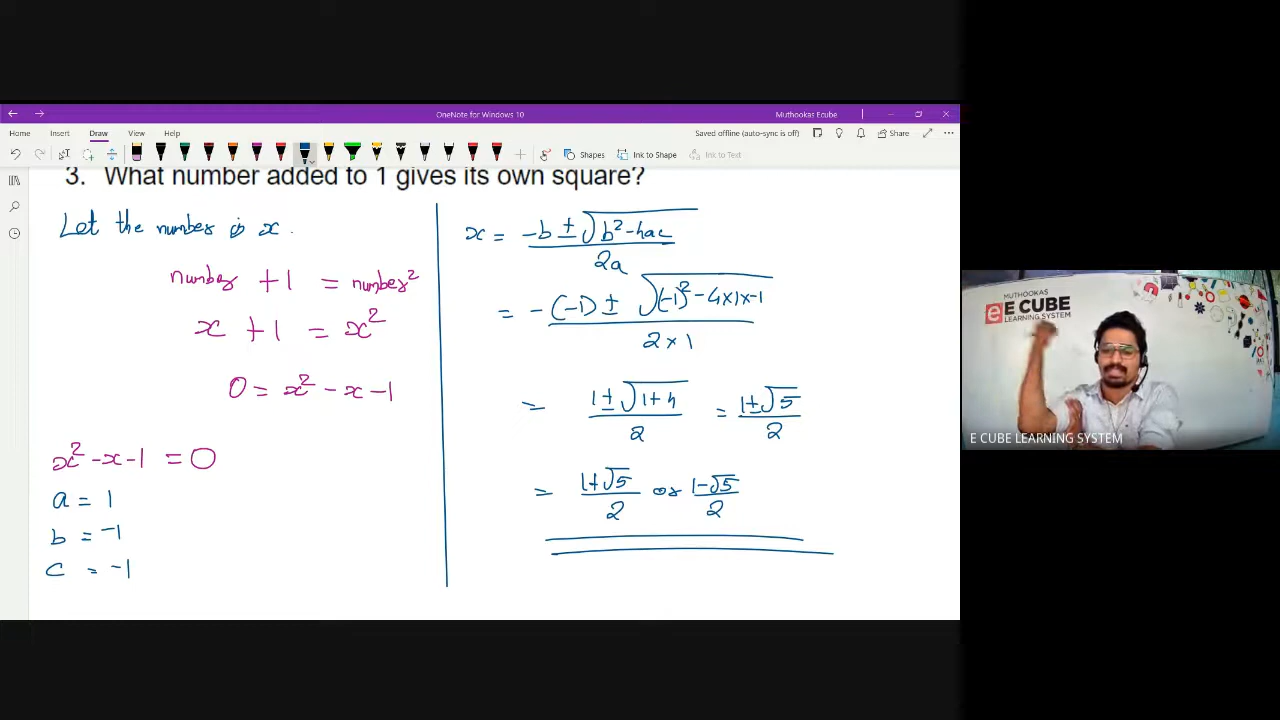 OneNote for Windows 10
Muthookas Ecube
Home Insert Draw View Help
Saved offline (auto-sync is off)
Share
Shapes
Ink to Shape
Ink to Text
3. What number added to 1 gives its own square?
Let the number is x.
number + 1 = number²
x + 1 = x²
0 = x² - x - 1
x² - x - 1 = 0
a = 1
b = -1
c = -1
x = (-b ± √(b² - 4ac))/2a
= (-(-1) ± √((-1)² - 4×1×-1))/(2×1)
= (1 ± √(1+4))/2 = (1 ± √5)/2
= (1+√5)/2 or (1-√5)/2
MUTHOOKAS
e E CUBE
LEARNING SYSTEM
E CUBE LEARNING SYSTEM